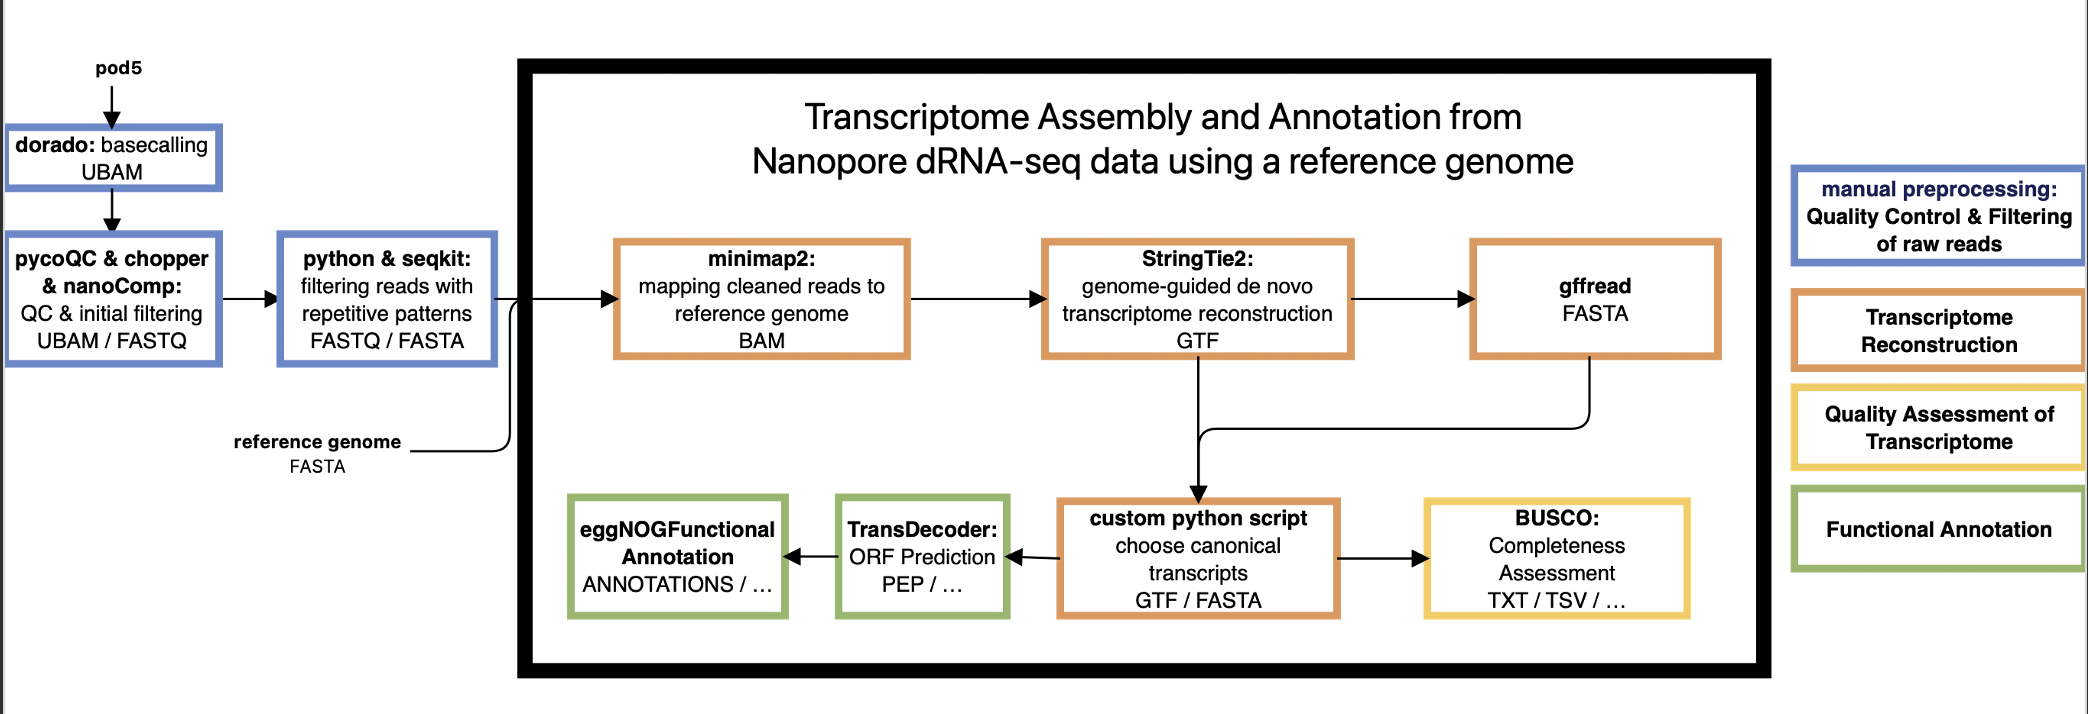 pod5
dorado: basecalling
UBAM
pycoQC & chopper
& nanoComp:
QC & initial filtering
UBAM / FASTQ
python & seqkit:
filtering reads with
repetitive patterns
FASTQ / FASTA
reference genome
FASTA
Transcriptome Assembly and Annotation from
Nanopore dRNA-seq data using a reference genome
minimap2:
mapping cleaned reads to
reference genome
BAM
StringTie2:
genome-guided de novo
transcriptome reconstruction
GTF
gffread
FASTA
eggNOGFunctional
Annotation
ANNOTATIONS / ...
TransDecoder:
ORF Prediction
PEP / ...
custom python script
choose canonical
transcripts
GTF / FASTA
BUSCO:
Completeness
Assessment
TXT / TSV / ...
manual preprocessing:
Quality Control & Filtering
of raw reads
Transcriptome
Reconstruction
Quality Assessment of
Transcriptome
Functional Annotation